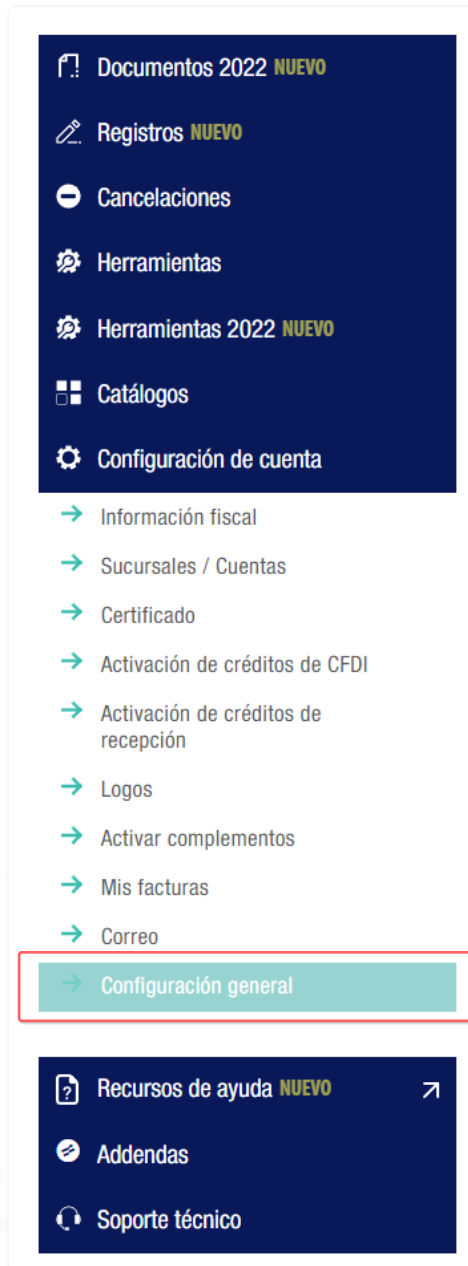 Documentos 2022 NUEVO
Registros NUEVO
Cancelaciones
Herramientas
Herramientas 2022 NUEVO
Catálogos
Configuración de cuenta
Información fiscal
Sucursales / Cuentas
Certificado
Activación de créditos de CFDI
Activación de créditos de
recepción
Logos
Activar complementos
Mis facturas
Correo
Configuración general
Recursos de ayuda NUEVO
Addendas
Soporte técnico